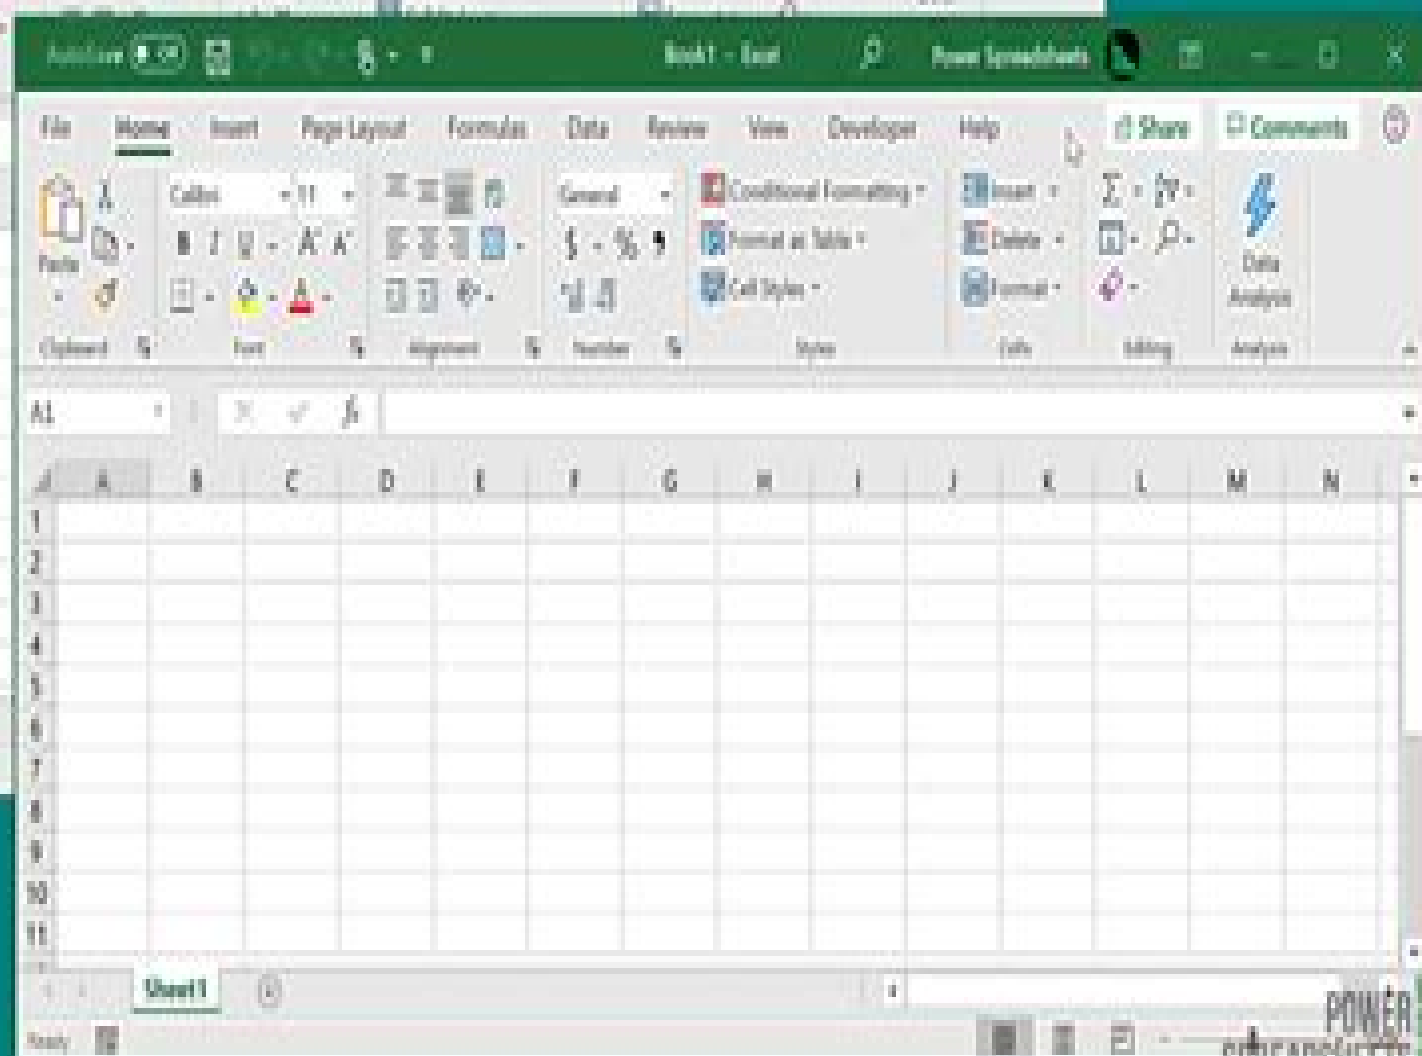 AutoSave Off Book1 - Excel Power Spreadsheets
File Home Insert Page Layout Formulas Data Review View Developer Help Share Comments
Calibri 11 General Conditional Formatting Insert
B I U A A $ % Format as Table Delete
Paste Cell Styles Format Data
Analysis
Clipboard Font Alignment Number Styles Cells Editing Analysis
A1 fx
A B C D E F G H I J K L M N
1
2
3
4
5
6
7
8
9
10
11
Sheet1
Ready
POWER